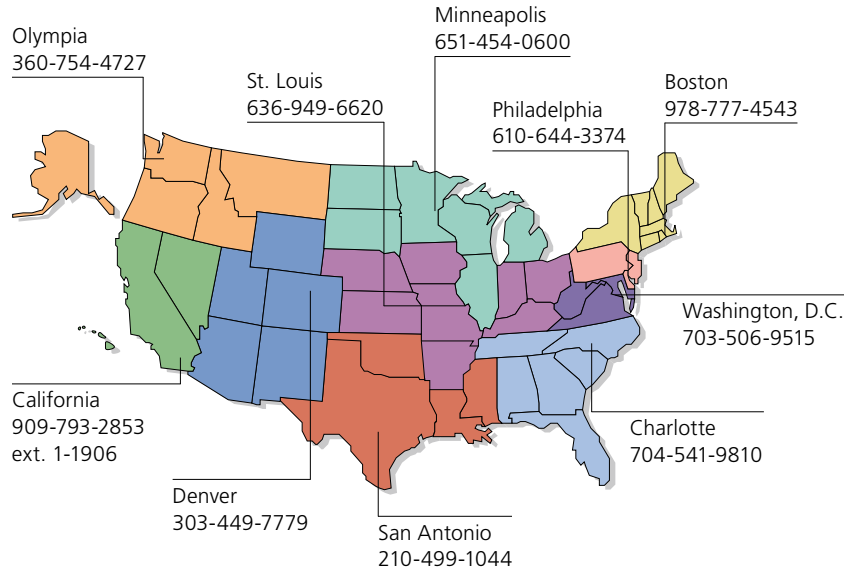 Minneapolis
651-454-0600
Olympia
360-754-4727
St. Louis
636-949-6620
Philadelphia
610-644-3374
Boston
978-777-4543
Washington, D.C.
703-506-9515
California
909-793-2853
ext. 1-1906
Charlotte
704-541-9810
Denver
303-449-7779
San Antonio
210-499-1044